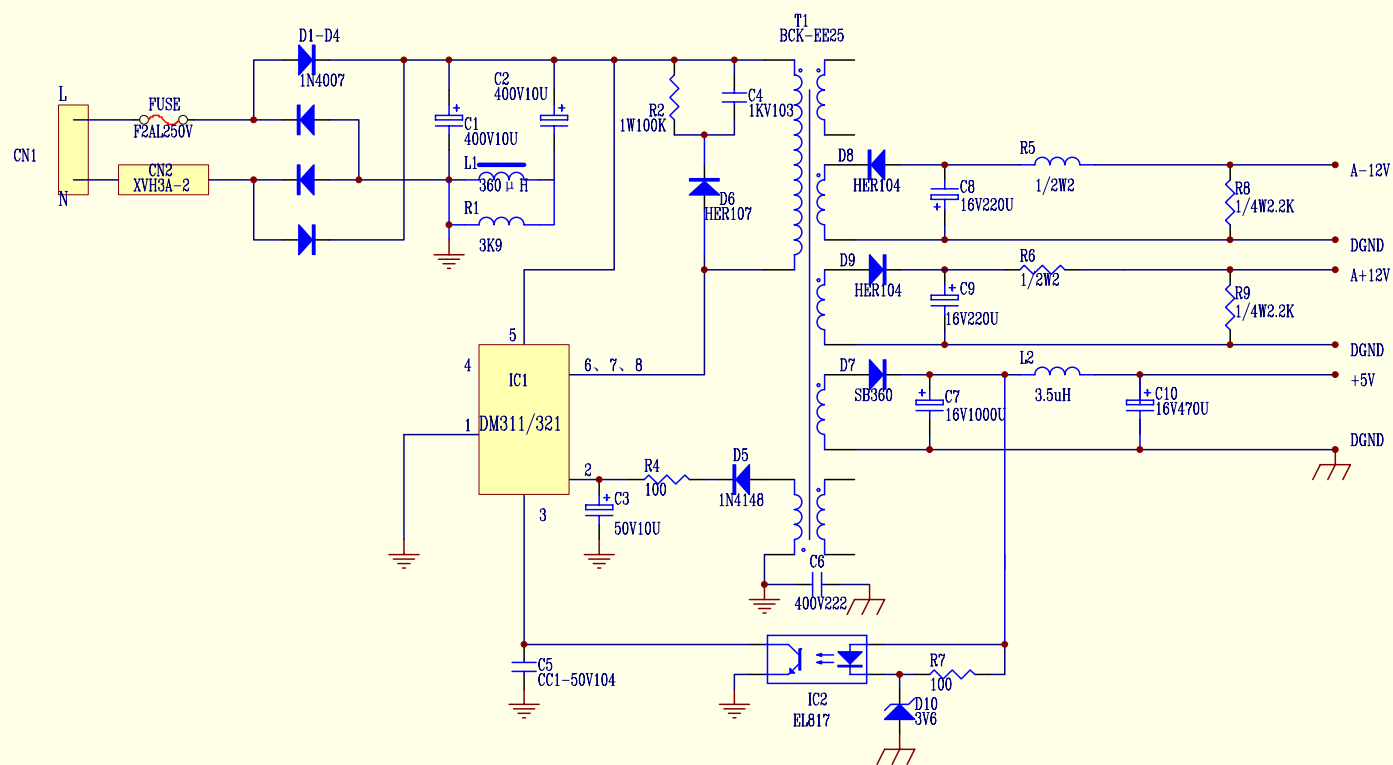 T1
BCK-EE25
D1-D4
1N4007
L
FUSE
F2AL250V
CN1
CN2
XVH3A-2
N
C2
400V10U
C1
400V10U
L1
360μH
R1
3K9
R2
1W100K
C4
1KV103
D6
HER107
D8
HER104
C8
16V220U
R5
1/2W2
R8
1/4W2.2K
A-12V
DGND
D9
HER104
C9
16V220U
R6
1/2W2
R9
1/4W2.2K
A+12V
DGND
D7
SB360
C7
16V1000U
L2
3.5uH
C10
16V470U
+5V
DGND
5
4
IC1
6、7、8
1
DM311/321
2
3
R4
100
D5
1N4148
C3
50V10U
C6
400V222
C5
CC1-50V104
IC2
EL817
R7
100
D10
3V6